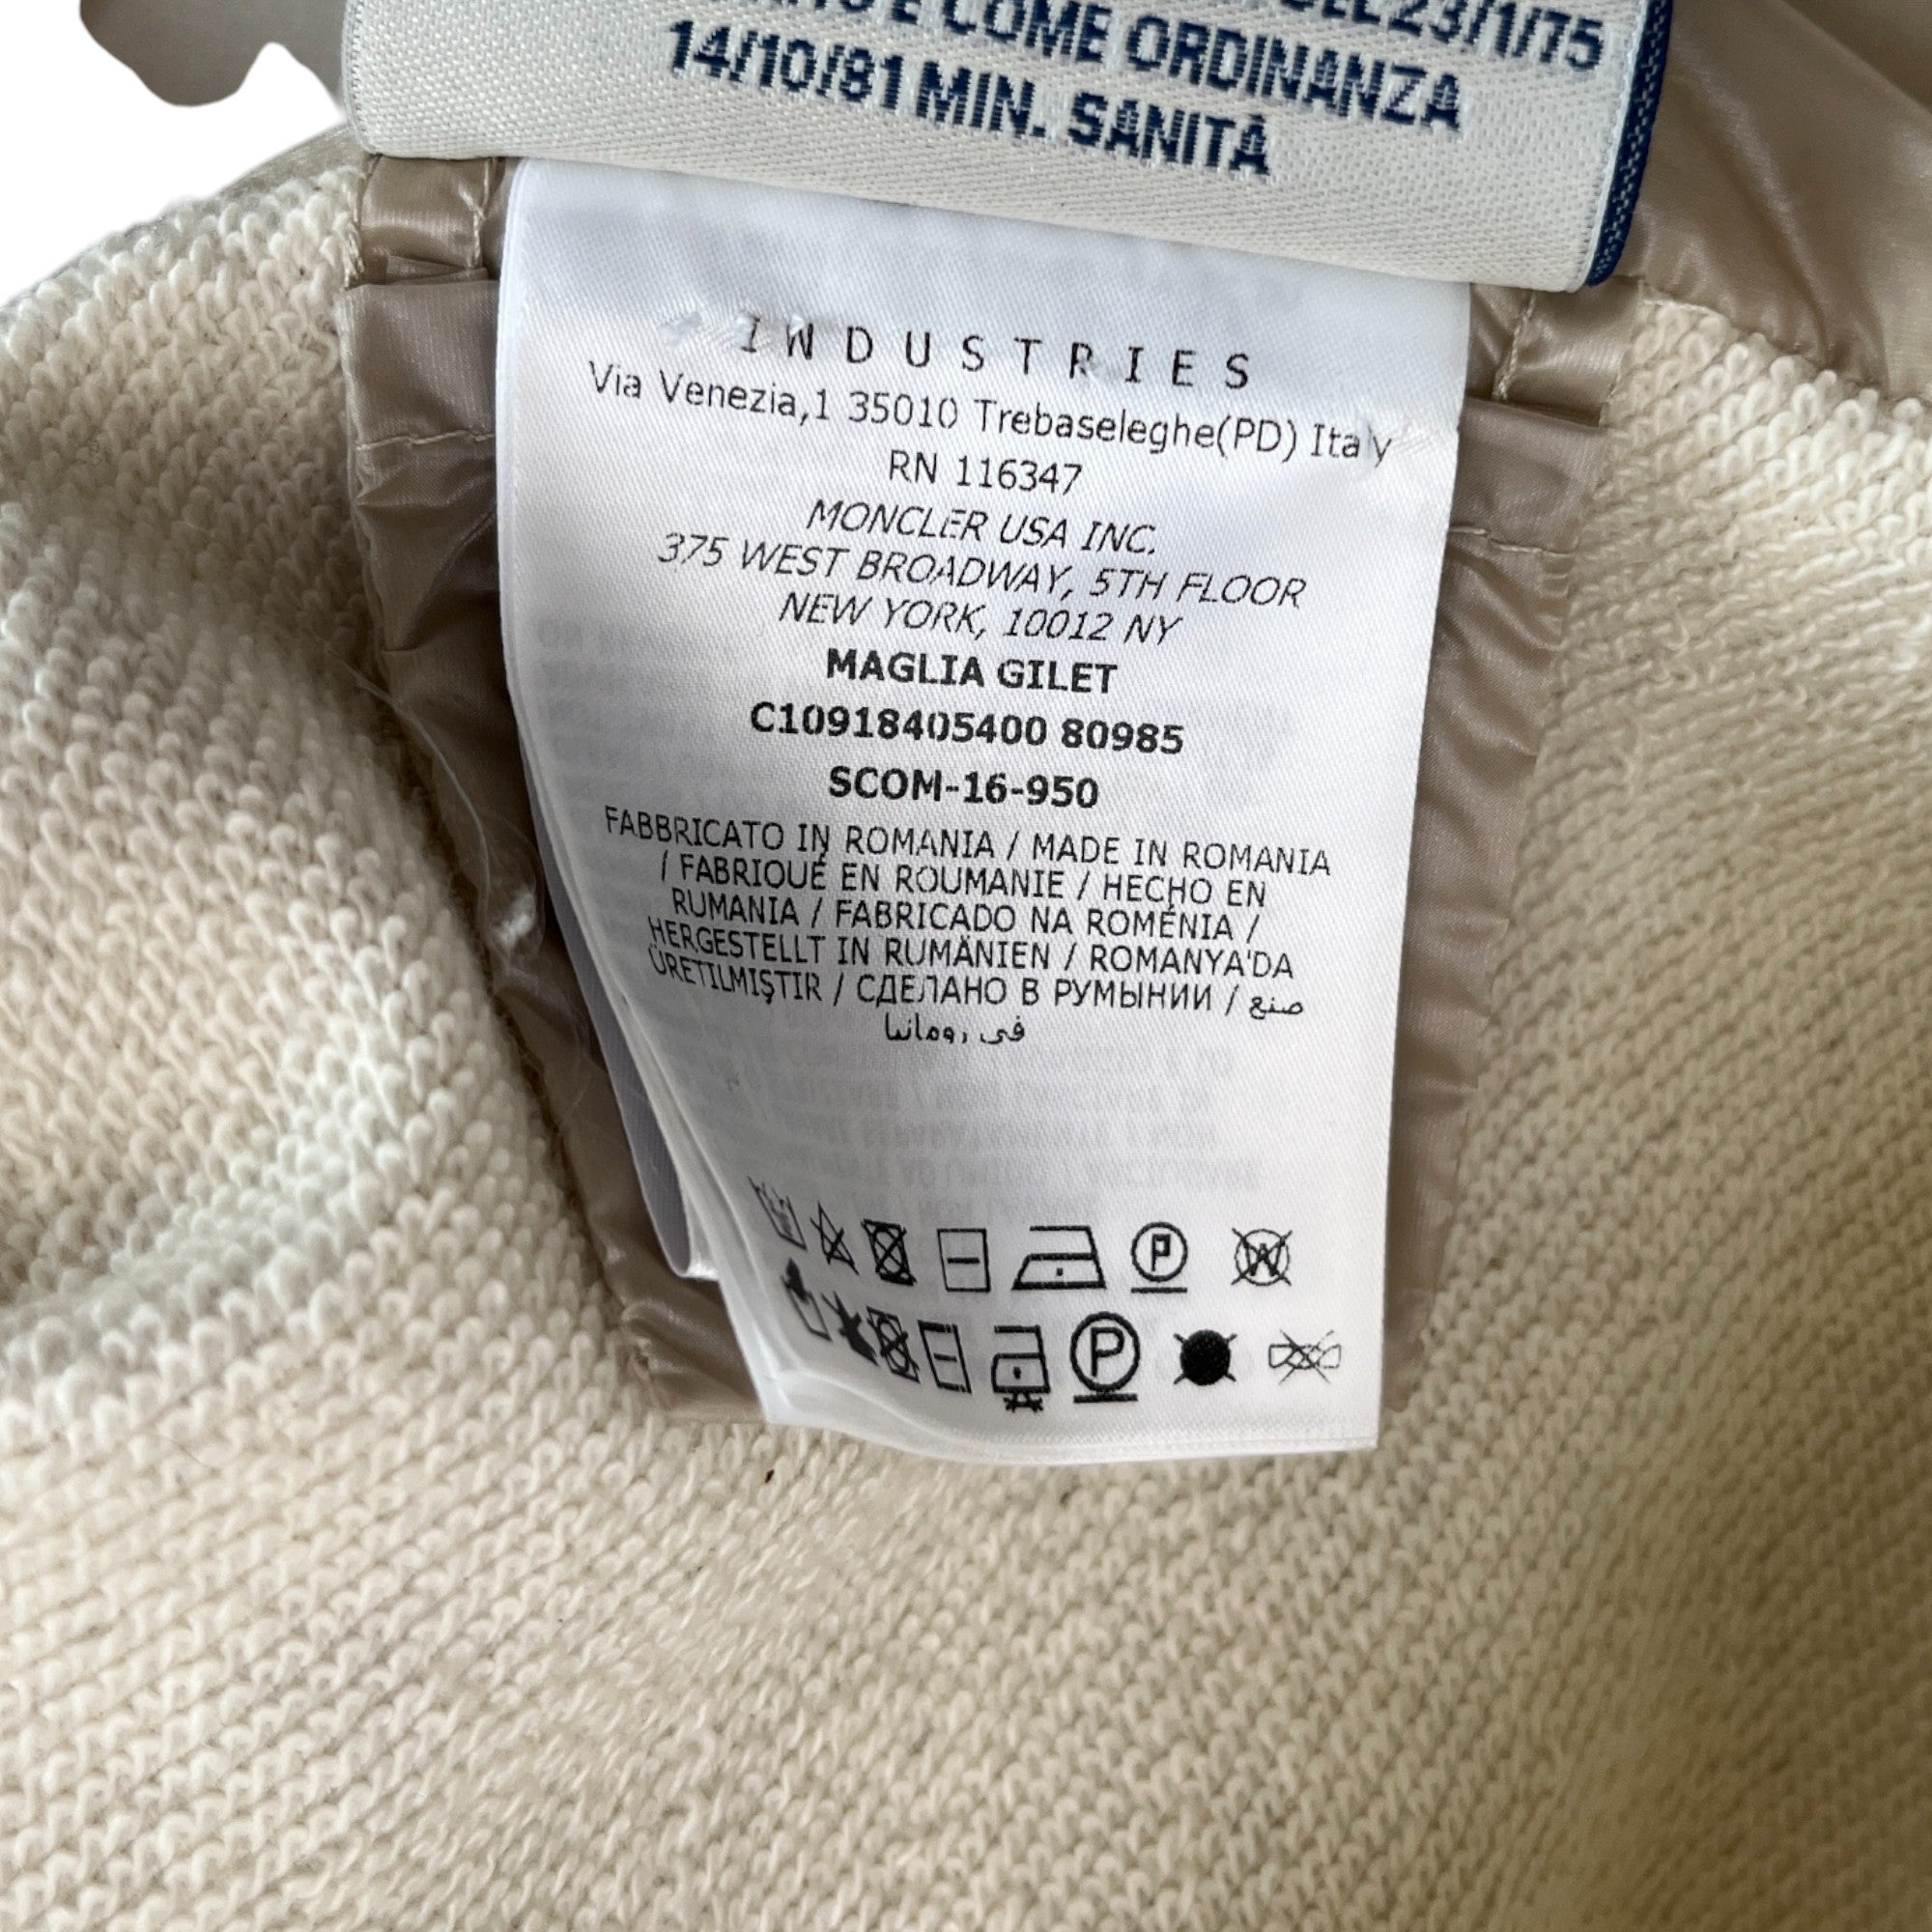 COME ORDINANZA
14/10/81 MIN. SANITÀ
INDUSTRIES
Via Venezia,1 35010 Trebaseleghe(PD) Italy
RN 116347
MONCLER USA INC.
375 WEST BROADWAY, 5TH FLOOR
NEW YORK, 10012 NY
MAGLIA GILET
C10918405400 80985
SCOM-16-950
FABBRICATO IN ROMANIA / MADE IN ROMANIA
/ FABRIQUÉ EN ROUMANIE / HECHO EN
RUMANIA / FABRICADO NA ROMÉNIA /
HERGESTELLT IN RUMÄNIEN / ROMANYA'DA
ÜRETILMIŞTIR / СДЕЛАНО В РУМЫНИИ / صنع
في رومانيا
P W
P